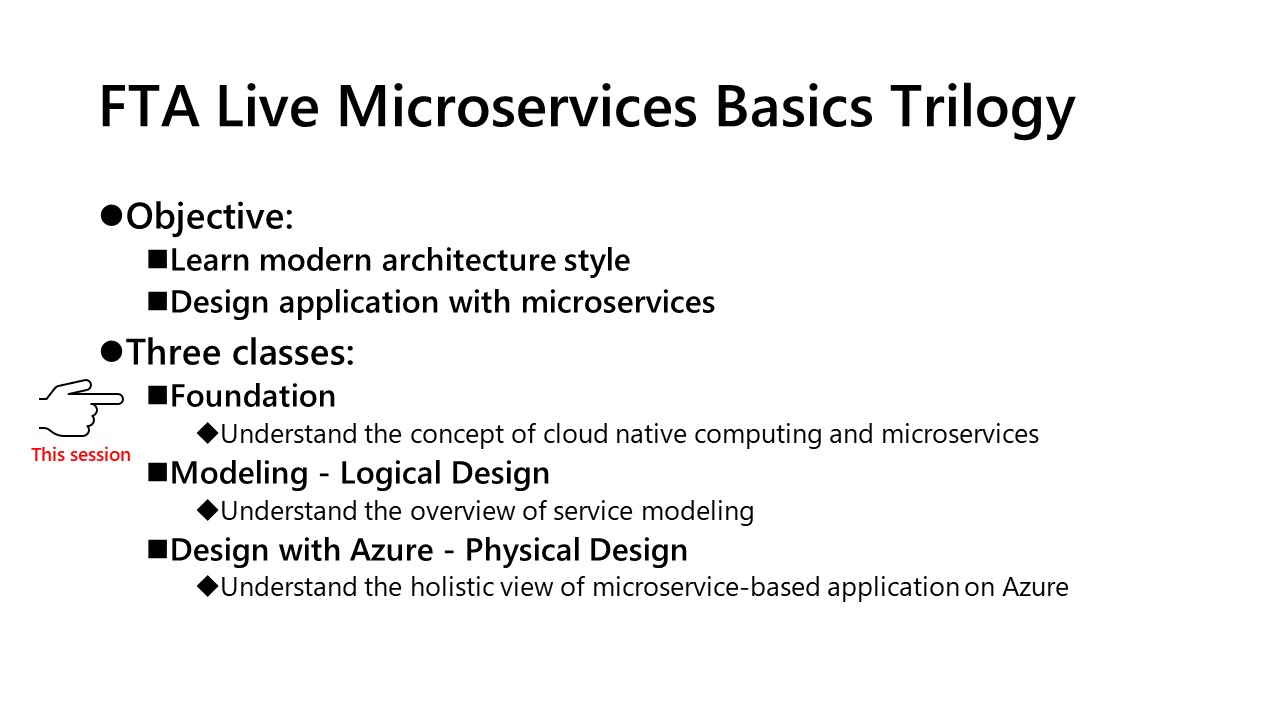 FTA Live Microservices Basics Trilogy
●Objective:
■Learn modern architecture style
■Design application with microservices
●Three classes:
■Foundation
◆Understand the concept of cloud native computing and microservices
This session
■Modeling - Logical Design
◆Understand the overview of service modeling
■Design with Azure - Physical Design
◆Understand the holistic view of microservice-based application on Azure